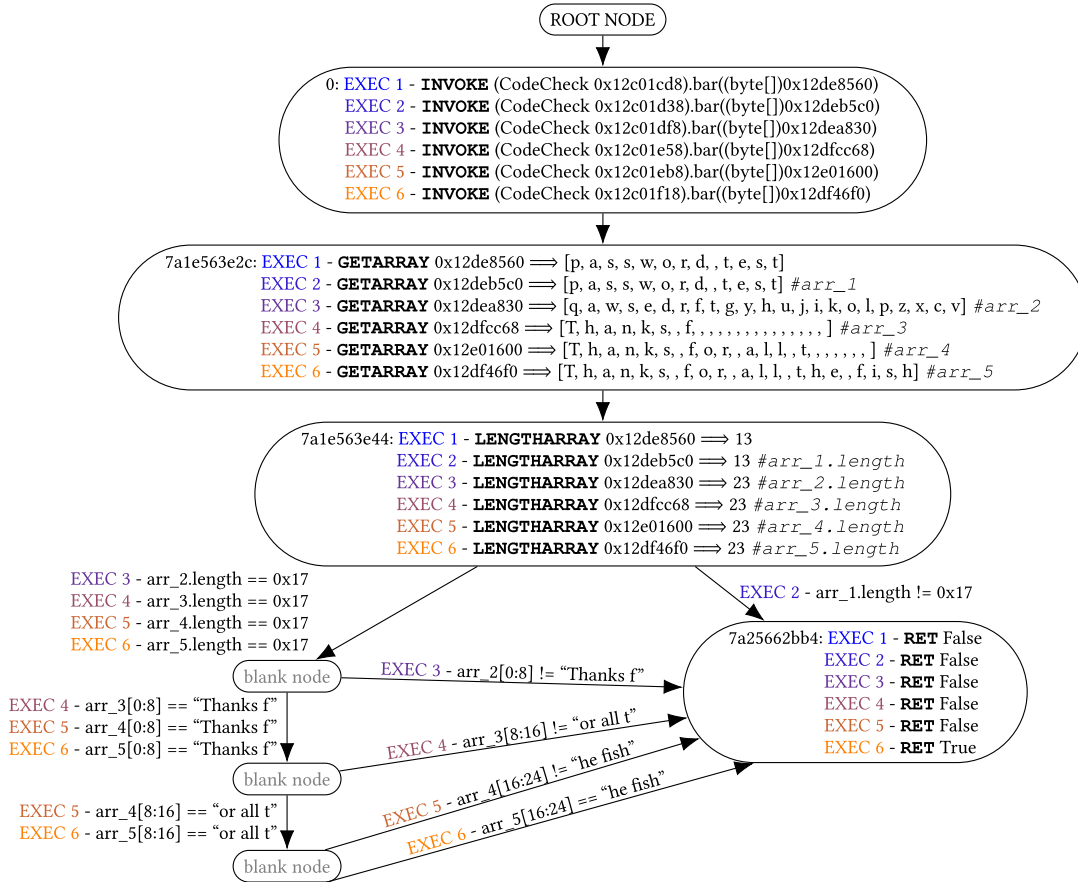 ROOT NODE
0: EXEC 1 - INVOKE (CodeCheck 0x12c01cd8).bar((byte[])0x12de8560)
EXEC 2 - INVOKE (CodeCheck 0x12c01d38).bar((byte[])0x12deb5c0)
EXEC 3 - INVOKE (CodeCheck 0x12c01df8).bar((byte[])0x12dea830)
EXEC 4 - INVOKE (CodeCheck 0x12c01e58).bar((byte[])0x12dfcc68)
EXEC 5 - INVOKE (CodeCheck 0x12c01eb8).bar((byte[])0x12e01600)
EXEC 6 - INVOKE (CodeCheck 0x12c01f18).bar((byte[])0x12df46f0)
7a1e563e2c: EXEC 1 - GETARRAY 0x12de8560 ⟹ [p, a, s, s, w, o, r, d, , t, e, s, t]
EXEC 2 - GETARRAY 0x12deb5c0 ⟹ [p, a, s, s, w, o, r, d, , t, e, s, t] #arr_1
EXEC 3 - GETARRAY 0x12dea830 ⟹ [q, a, w, s, e, d, r, f, t, g, y, h, u, j, i, k, o, l, p, z, x, c, v] #arr_2
EXEC 4 - GETARRAY 0x12dfcc68 ⟹ [T, h, a, n, k, s, , f, , , , , , , , , , , , , , , ] #arr_3
EXEC 5 - GETARRAY 0x12e01600 ⟹ [T, h, a, n, k, s, , f, o, r, , a, l, l, , t, , , , , , , ] #arr_4
EXEC 6 - GETARRAY 0x12df46f0 ⟹ [T, h, a, n, k, s, , f, o, r, , a, l, l, , t, h, e, , f, i, s, h] #arr_5
7a1e563e44: EXEC 1 - LENGTHARRAY 0x12de8560 ⟹ 13
EXEC 2 - LENGTHARRAY 0x12deb5c0 ⟹ 13 #arr_1.length
EXEC 3 - LENGTHARRAY 0x12dea830 ⟹ 23 #arr_2.length
EXEC 4 - LENGTHARRAY 0x12dfcc68 ⟹ 23 #arr_3.length
EXEC 5 - LENGTHARRAY 0x12e01600 ⟹ 23 #arr_4.length
EXEC 6 - LENGTHARRAY 0x12df46f0 ⟹ 23 #arr_5.length
EXEC 3 - arr_2.length == 0x17
EXEC 4 - arr_3.length == 0x17
EXEC 5 - arr_4.length == 0x17
EXEC 6 - arr_5.length == 0x17
EXEC 2 - arr_1.length != 0x17
7a25662bb4: EXEC 1 - RET False
EXEC 2 - RET False
EXEC 3 - RET False
EXEC 4 - RET False
EXEC 5 - RET False
EXEC 6 - RET True
blank node
EXEC 3 - arr_2[0:8] != “Thanks f”
EXEC 4 - arr_3[0:8] == “Thanks f”
EXEC 5 - arr_4[0:8] == “Thanks f”
EXEC 6 - arr_5[0:8] == “Thanks f”
blank node
EXEC 4 - arr_3[8:16] != “or all t”
EXEC 5 - arr_4[8:16] == “or all t”
EXEC 6 - arr_5[8:16] == “or all t”
blank node
EXEC 5 - arr_4[16:24] != “he fish”
EXEC 6 - arr_5[16:24] == “he fish”